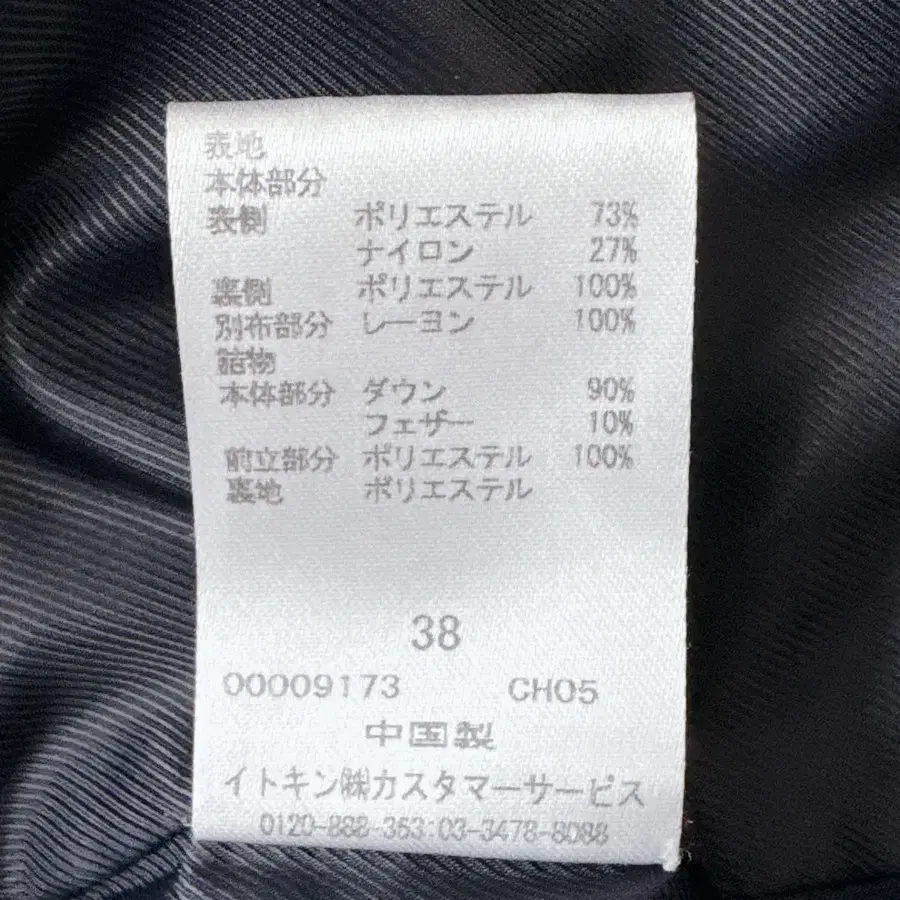 表地
本体部分
表側 ポリエステル 73%
ナイロン 27%
裏側 ポリエステル 100%
別布部分 レーヨン 100%
詰物
本体部分 ダウン 90%
フェザー 10%
前立部分 ポリエステル 100%
裏地 ポリエステル
38
00009173 CH05
中国製
イトキン㈱カスタマーサービス
0120-888-363:03-3478-8088